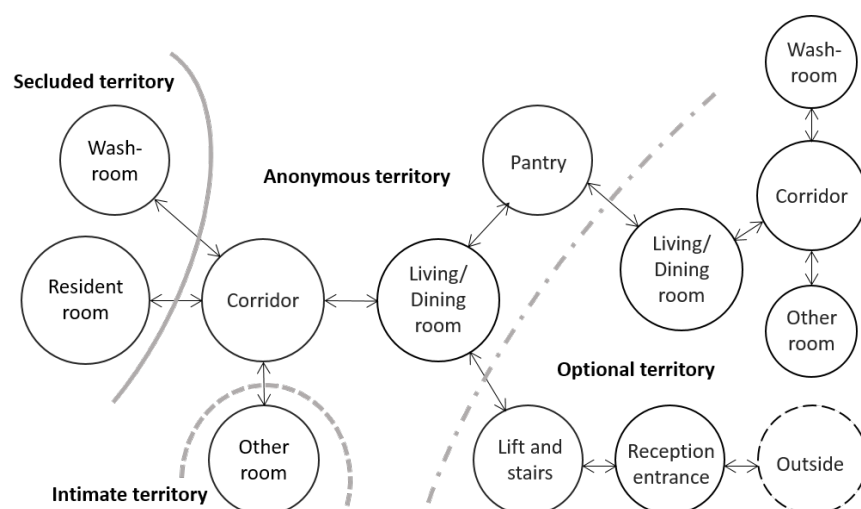 Secluded territory
Wash-
room
Resident
room
Corridor
Other
room
Intimate territory
Anonymous territory
Living/
Dining
room
Pantry
Living/
Dining
room
Wash-
room
Corridor
Other
room
Optional territory
Lift and
stairs
Reception
entrance
Outside